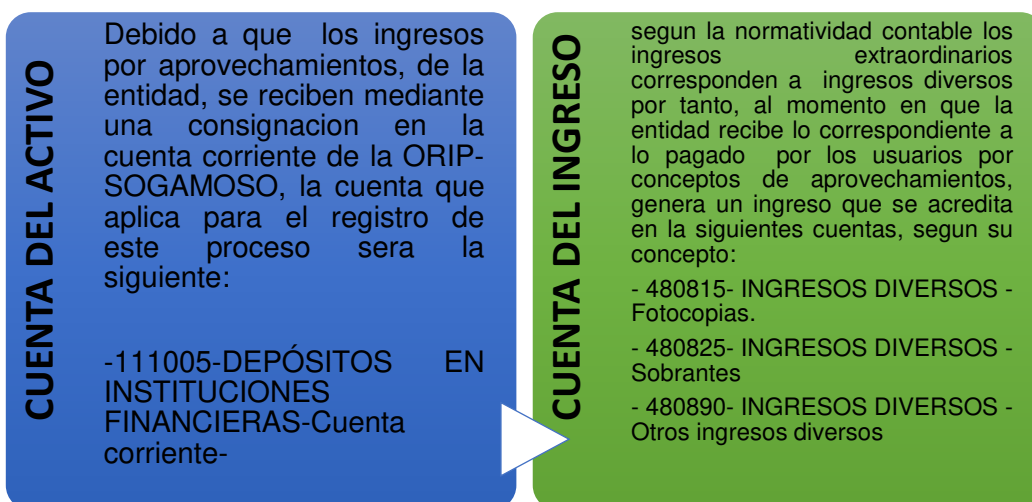 CUENTA DEL ACTIVO
Debido a que los ingresos
por aprovechamientos, de la
entidad, se reciben mediante
una consignacion en la
cuenta corriente de la ORIP-
SOGAMOSO, la cuenta que
aplica para el registro de
este proceso sera la
siguiente:
-111005-DEPÓSITOS EN
INSTITUCIONES
FINANCIERAS-Cuenta
corriente-
CUENTA DEL INGRESO
segun la normatividad contable los
ingresos extraordinarios
corresponden a ingresos diversos
por tanto, al momento en que la
entidad recibe lo correspondiente a
lo pagado por los usuarios por
conceptos de aprovechamientos,
genera un ingreso que se acredita
en la siguientes cuentas, segun su
concepto:
- 480815- INGRESOS DIVERSOS -
Fotocopias.
- 480825- INGRESOS DIVERSOS -
Sobrantes
- 480890- INGRESOS DIVERSOS -
Otros ingresos diversos